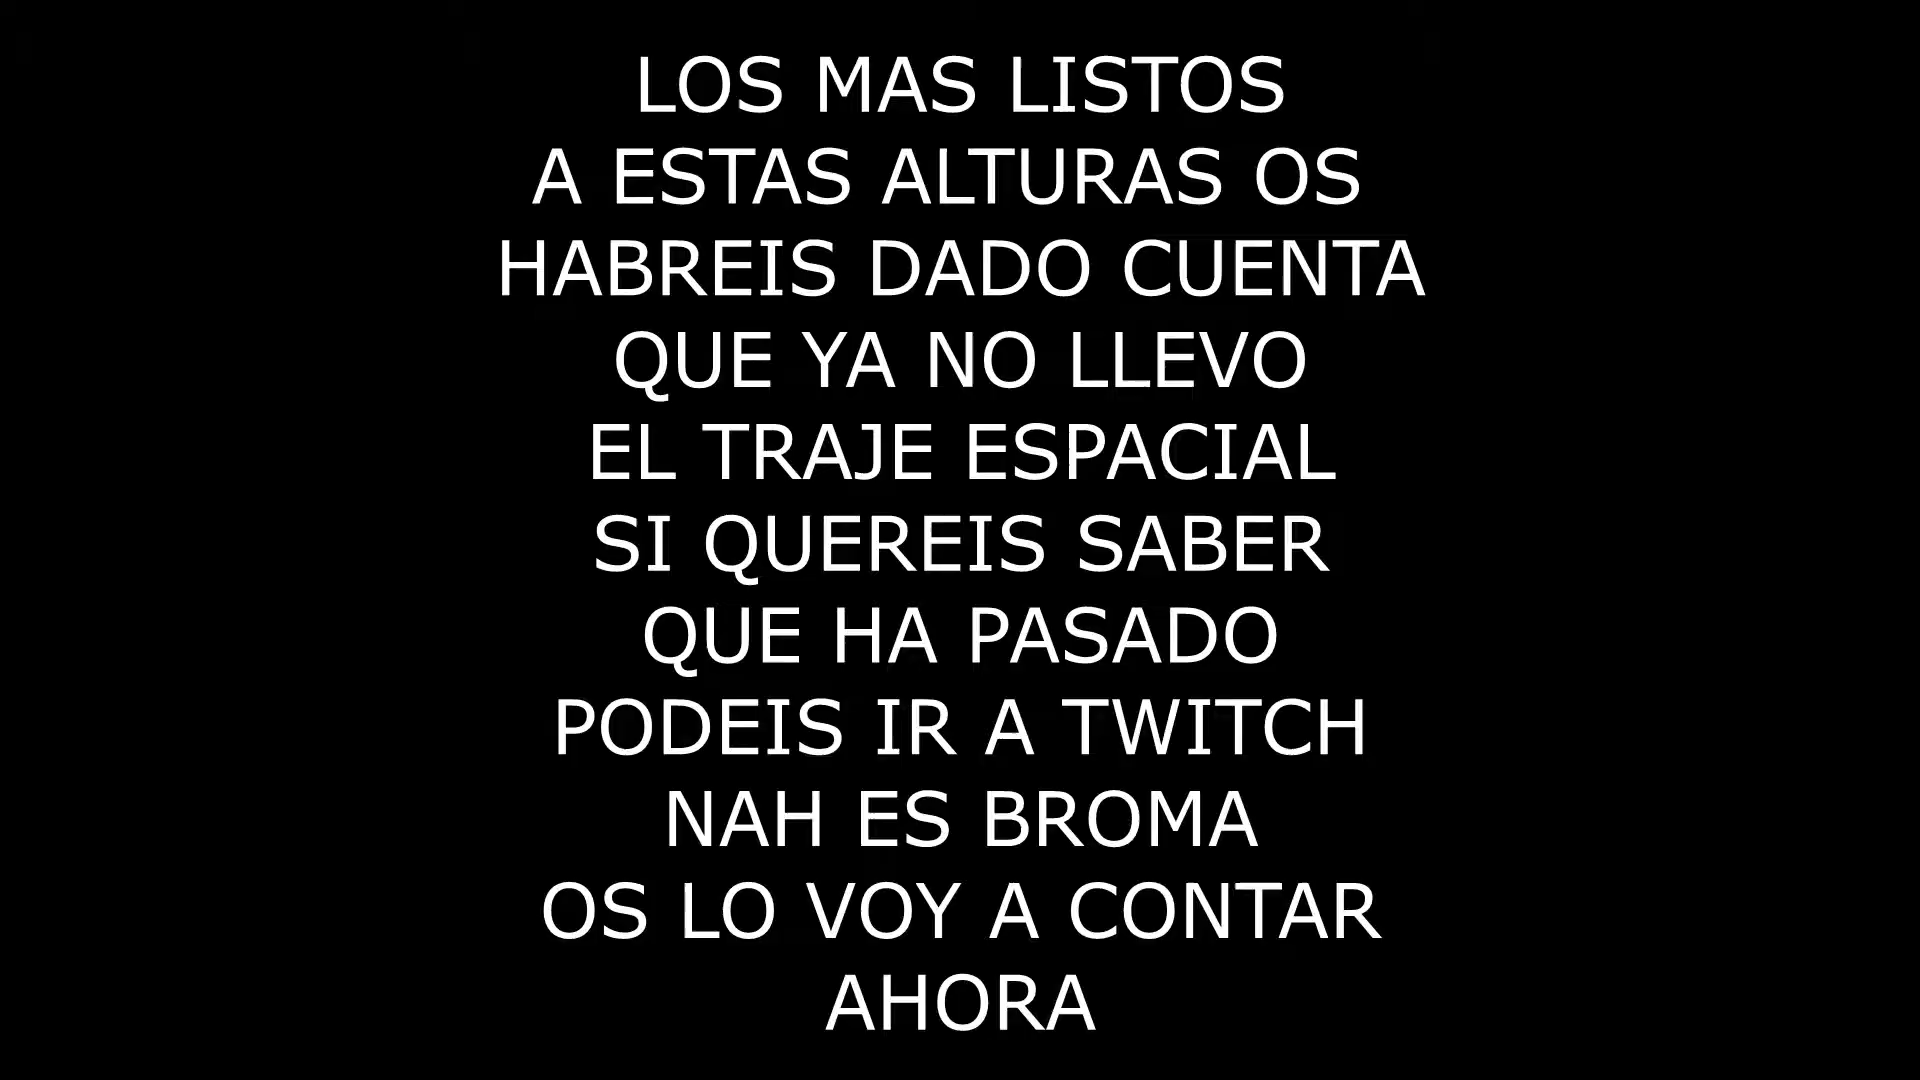 LOS MAS LISTOS
A ESTAS ALTURAS OS
HABREIS DADO CUENTA
QUE YA NO LLEVO
EL TRAJE ESPACIAL
SI QUEREIS SABER
QUE HA PASADO
PODEIS IR A TWITCH
NAH ES BROMA
OS LO VOY A CONTAR
AHORA